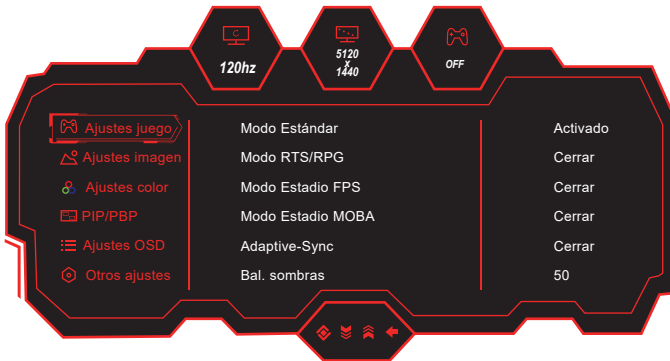 C
120hz
5120
x
1440
OFF
Ajustes juego Modo Estándar Activado
Ajustes imagen Modo RTS/RPG Cerrar
Ajustes color Modo Estadio FPS Cerrar
PIP/PBP Modo Estadio MOBA Cerrar
Ajustes OSD Adaptive-Sync Cerrar
Otros ajustes Bal. sombras 50